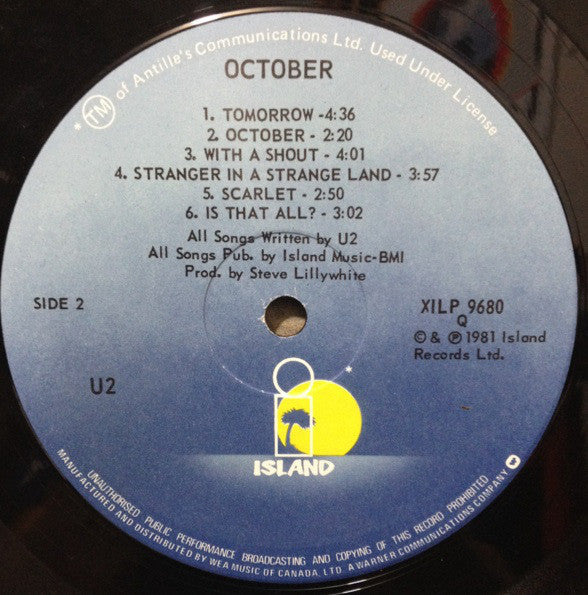 * TM of Antille's Communications Ltd. Used Under License
OCTOBER
1. TOMORROW -4:36
2. OCTOBER - 2:20
3. WITH A SHOUT - 4:01
4. STRANGER IN A STRANGE LAND - 3:57
5. SCARLET - 2:50
6. IS THAT ALL? - 3:02
All Songs Written by U2
All Songs Pub. by Island Music-BMI
Prod. by Steve Lillywhite
SIDE 2
XILP 9680
Q
© & ℗ 1981 Island
Records Ltd.
U2
*
ISLAND
UNAUTHORISED PUBLIC PERFORMANCE BROADCASTING AND COPYING OF THIS RECORD PROHIBITED
MANUFACTURED AND DISTRIBUTED BY WEA MUSIC OF CANADA, LTD. A WARNER COMMUNICATIONS COMPANY